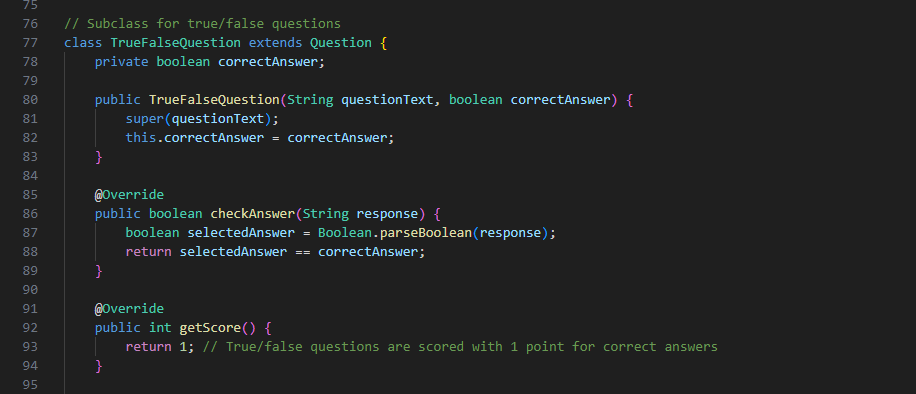 75
76 // Subclass for true/false questions
77 class TrueFalseQuestion extends Question {
78     private boolean correctAnswer;
79
80     public TrueFalseQuestion(String questionText, boolean correctAnswer) {
81         super(questionText);
82         this.correctAnswer = correctAnswer;
83     }
84
85     @Override
86     public boolean checkAnswer(String response) {
87         boolean selectedAnswer = Boolean.parseBoolean(response);
88         return selectedAnswer == correctAnswer;
89     }
90
91     @Override
92     public int getScore() {
93         return 1; // True/false questions are scored with 1 point for correct answers
94     }
95